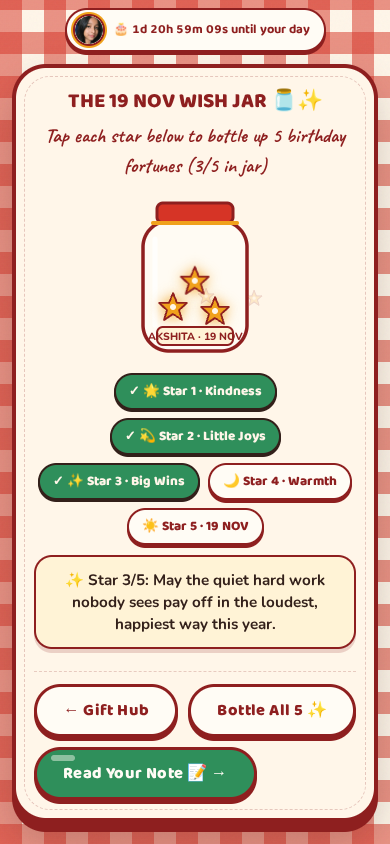 🎂 1d 20h 59m 09s until your day
THE 19 NOV WISH JAR 🫙✨
Tap each star below to bottle up 5 birthday
fortunes (3/5 in jar)
AKSHITA · 19 NOV
✓ 🌟 Star 1 · Kindness
✓ 💫 Star 2 · Little Joys
✓ ✨ Star 3 · Big Wins
🌙 Star 4 · Warmth
☀️ Star 5 · 19 NOV
✨ Star 3/5: May the quiet hard work
nobody sees pay off in the loudest,
happiest way this year.
← Gift Hub
Bottle All 5 ✨
Read Your Note 📝 →